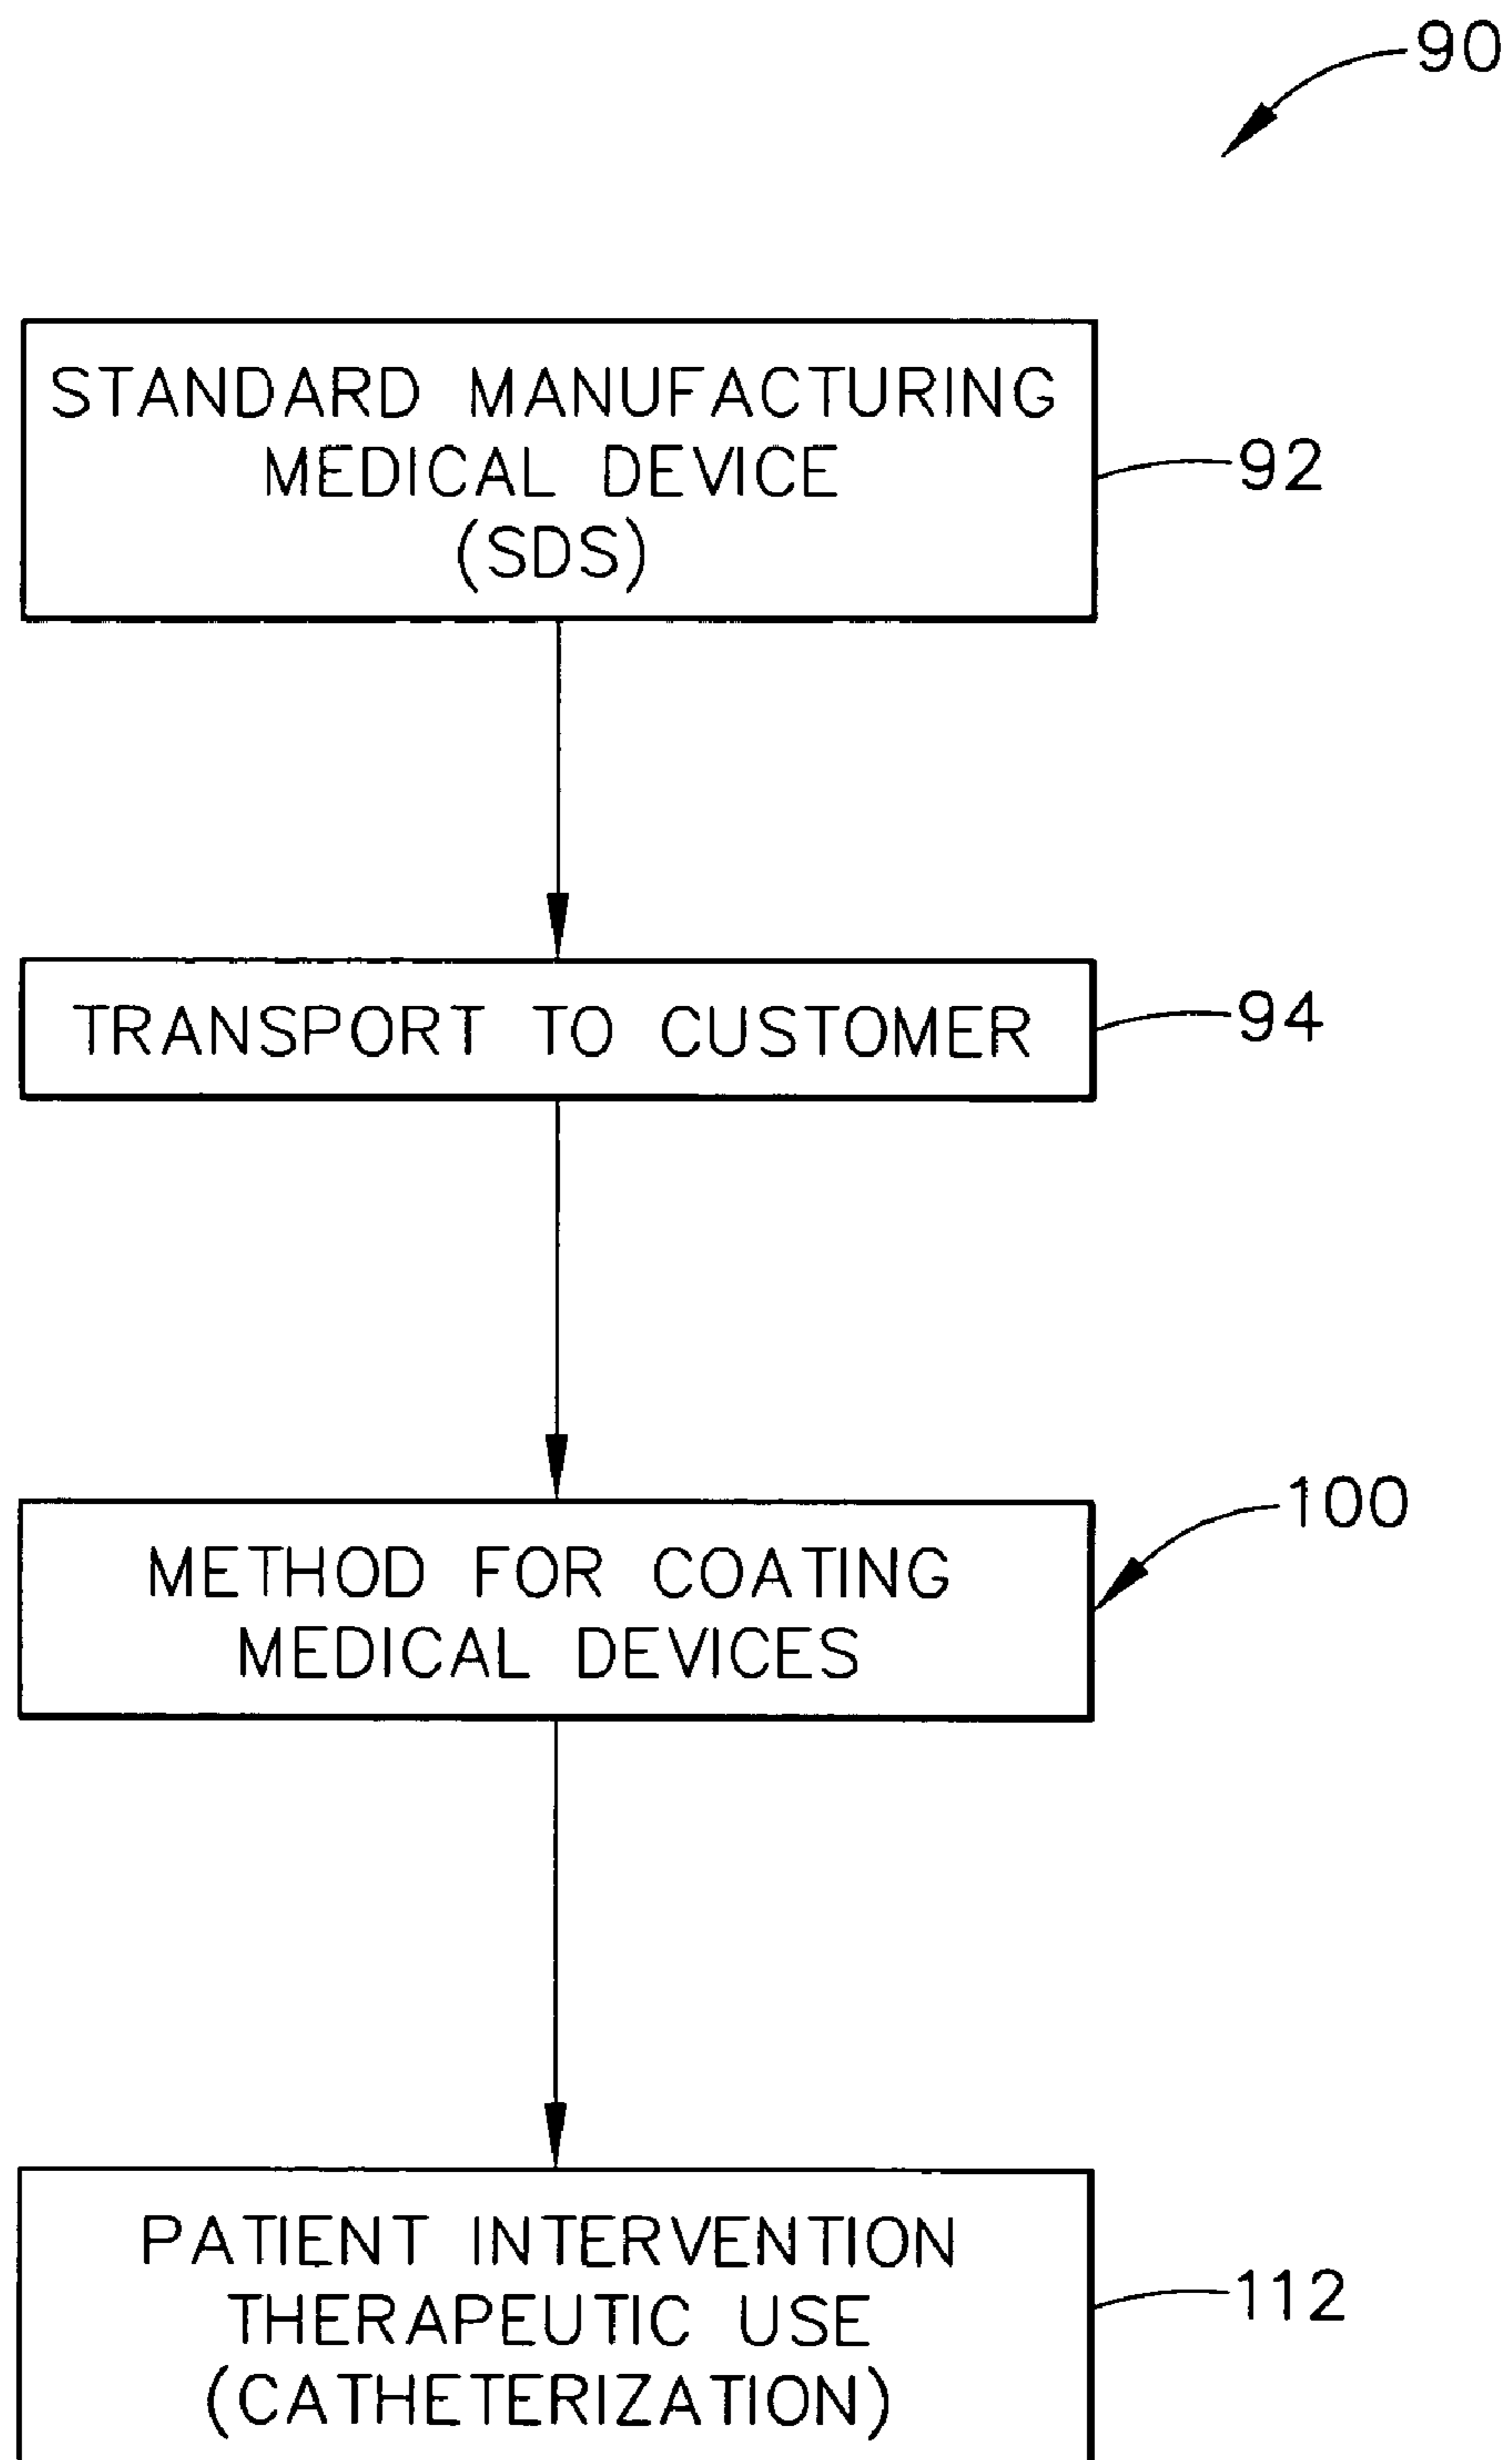 90
STANDARD MANUFACTURING
MEDICAL DEVICE
(SDS)
92
TRANSPORT TO CUSTOMER
94
METHOD FOR COATING
MEDICAL DEVICES
100
PATIENT INTERVENTION
THERAPEUTIC USE
(CATHETERIZATION)
112